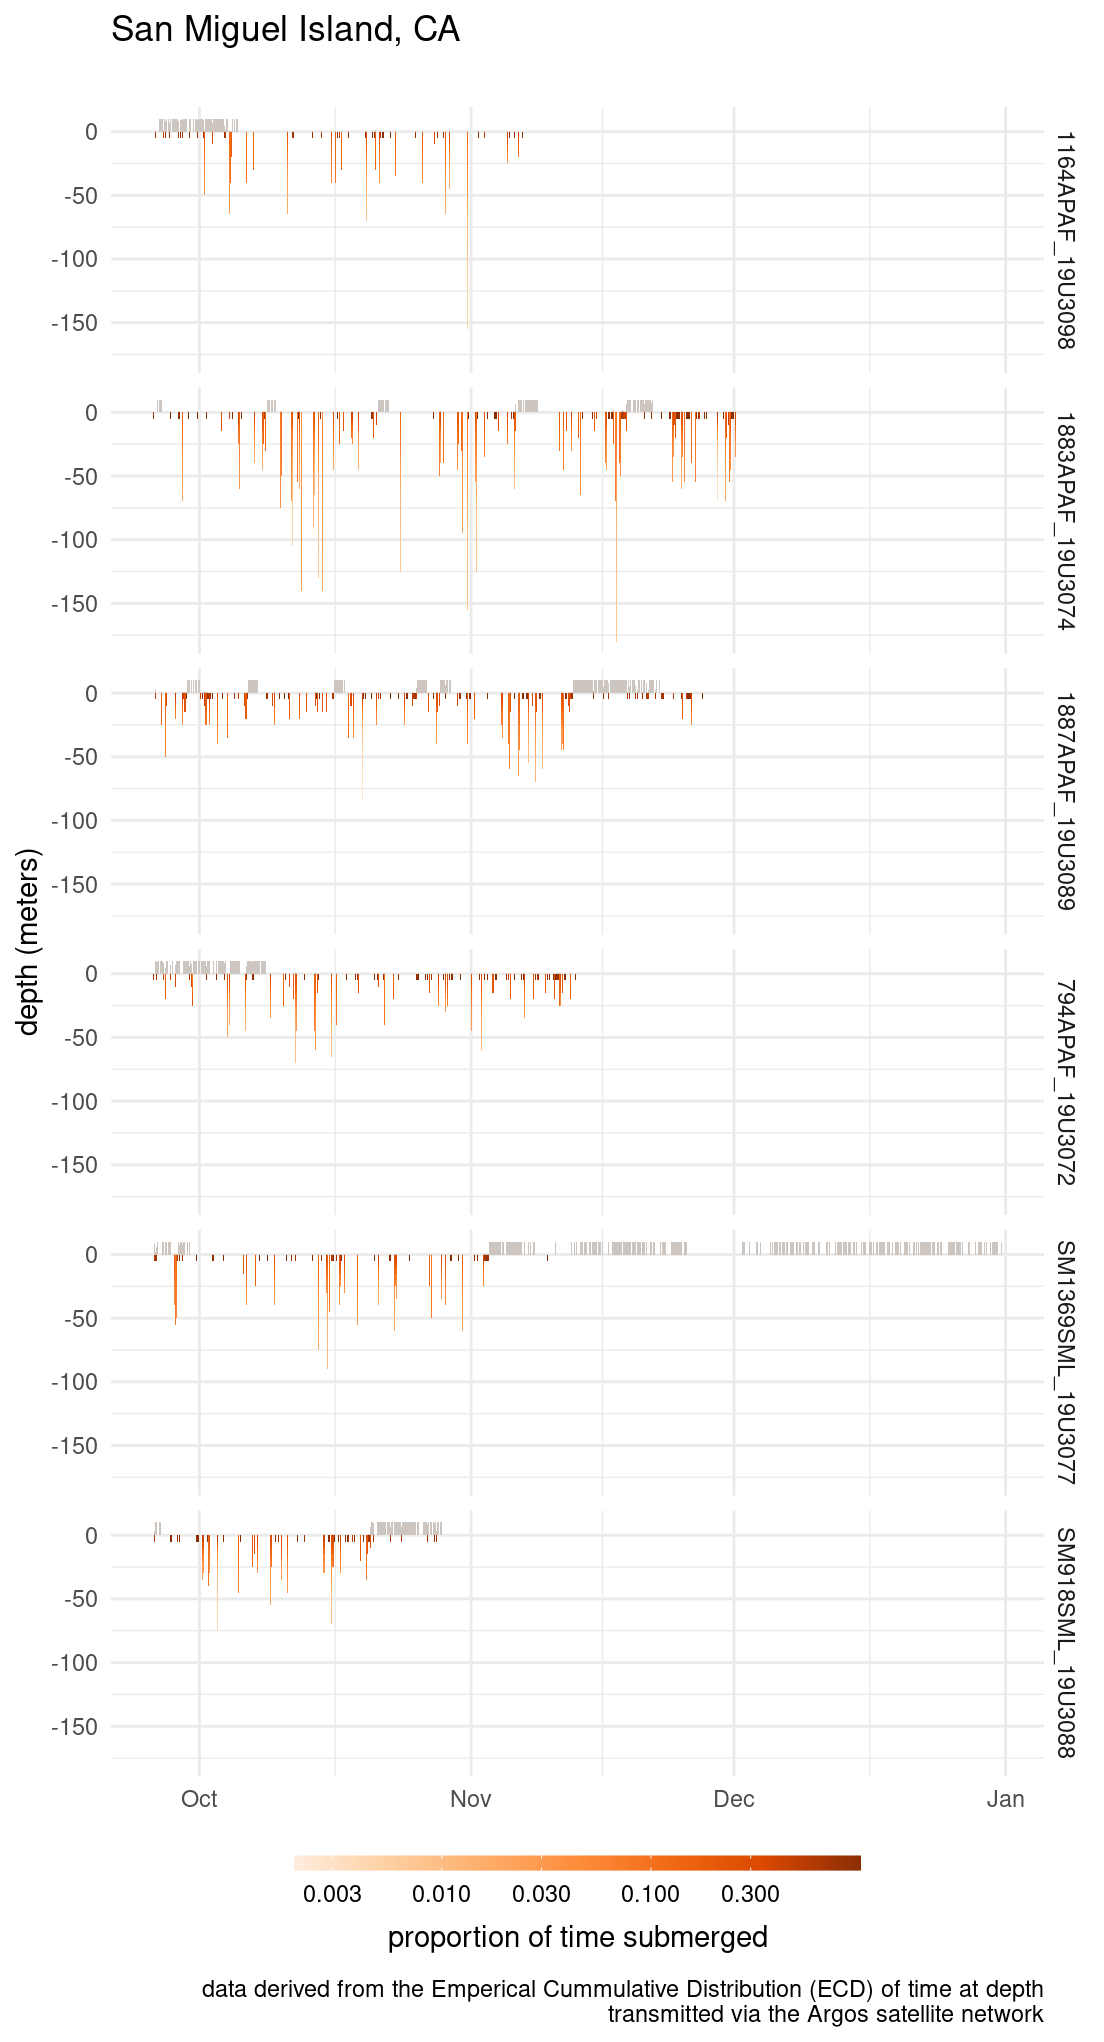 San Miguel Island, CA
0
-50
-100
-150
1164APAF_19U3098
0
-50
-100
-150
1883APAF_19U3074
0
-50
-100
-150
1887APAF_19U3089
depth (meters)
0
-50
-100
-150
794APAF_19U3072
0
-50
-100
-150
SM1369SML_19U3077
0
-50
-100
-150
SM918SML_19U3088
Oct Nov Dec Jan
0.003 0.010 0.030 0.100 0.300
proportion of time submerged
data derived from the Emperical Cummulative Distribution (ECD) of time at depth
transmitted via the Argos satellite network